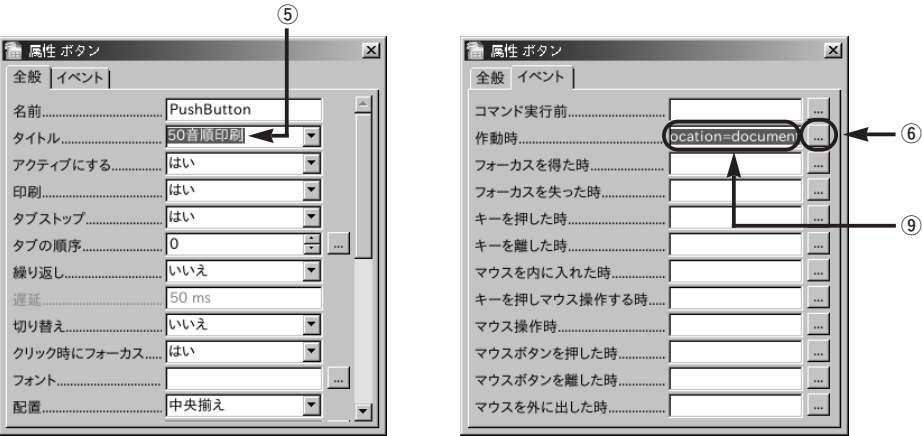 ⑤
属性 ボタン
全般 イベント
名前 PushButton
タイトル 50音順印刷
アクティブにする はい
印刷 はい
タブストップ はい
タブの順序 0 ...
繰り返し いいえ
遅延 50 ms
切り替え いいえ
クリック時にフォーカス はい
フォント ...
配置 中央揃え
属性 ボタン
全般 イベント
コマンド実行前 ...
作動時 ocation=document ... ⑥
フォーカスを得た時 ...
フォーカスを失った時 ...
キーを押した時 ...
⑨
キーを離した時 ...
マウスを内に入れた時 ...
キーを押しマウス操作する時 ...
マウス操作時 ...
マウスボタンを押した時 ...
マウスボタンを離した時 ...
マウスを外に出した時 ...